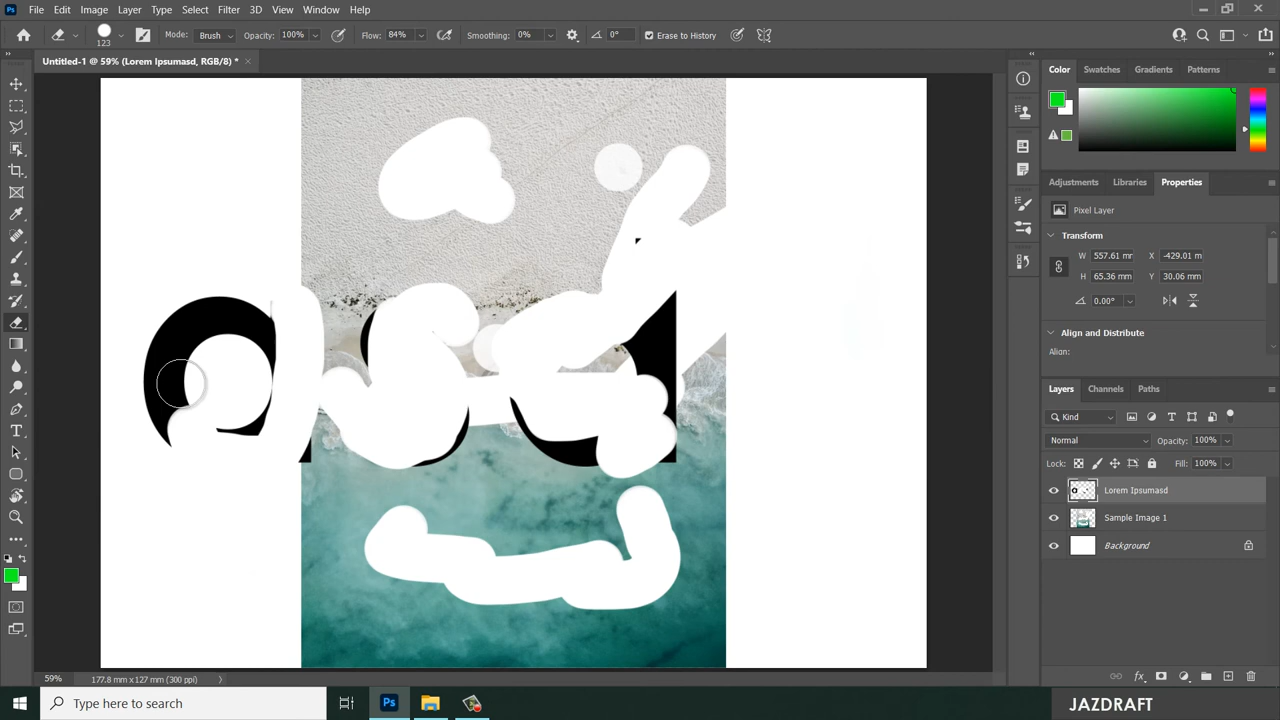 Ps File Edit Image Layer Type Select Filter 3D View Window Help
123 Mode: Brush Opacity: 100% Flow: 84% Smoothing: 0% 0° Erase to History
Untitled-1 @ 59% (Lorem Ipsumasd, RGB/8) *
Color Swatches Gradients Patterns
Adjustments Libraries Properties
Pixel Layer
Transform
W 557.61 mr X -429.01 m
H 65.36 mm Y 30.06 mm
0.00°
Align and Distribute
Align:
Layers Channels Paths
Kind
Normal Opacity: 100%
Lock: Fill: 100%
Lorem Ipsumasd
Sample Image 1
Background
59% 177.8 mm x 127 mm (300 ppi)
Type here to search
Ps
JAZDRAFT